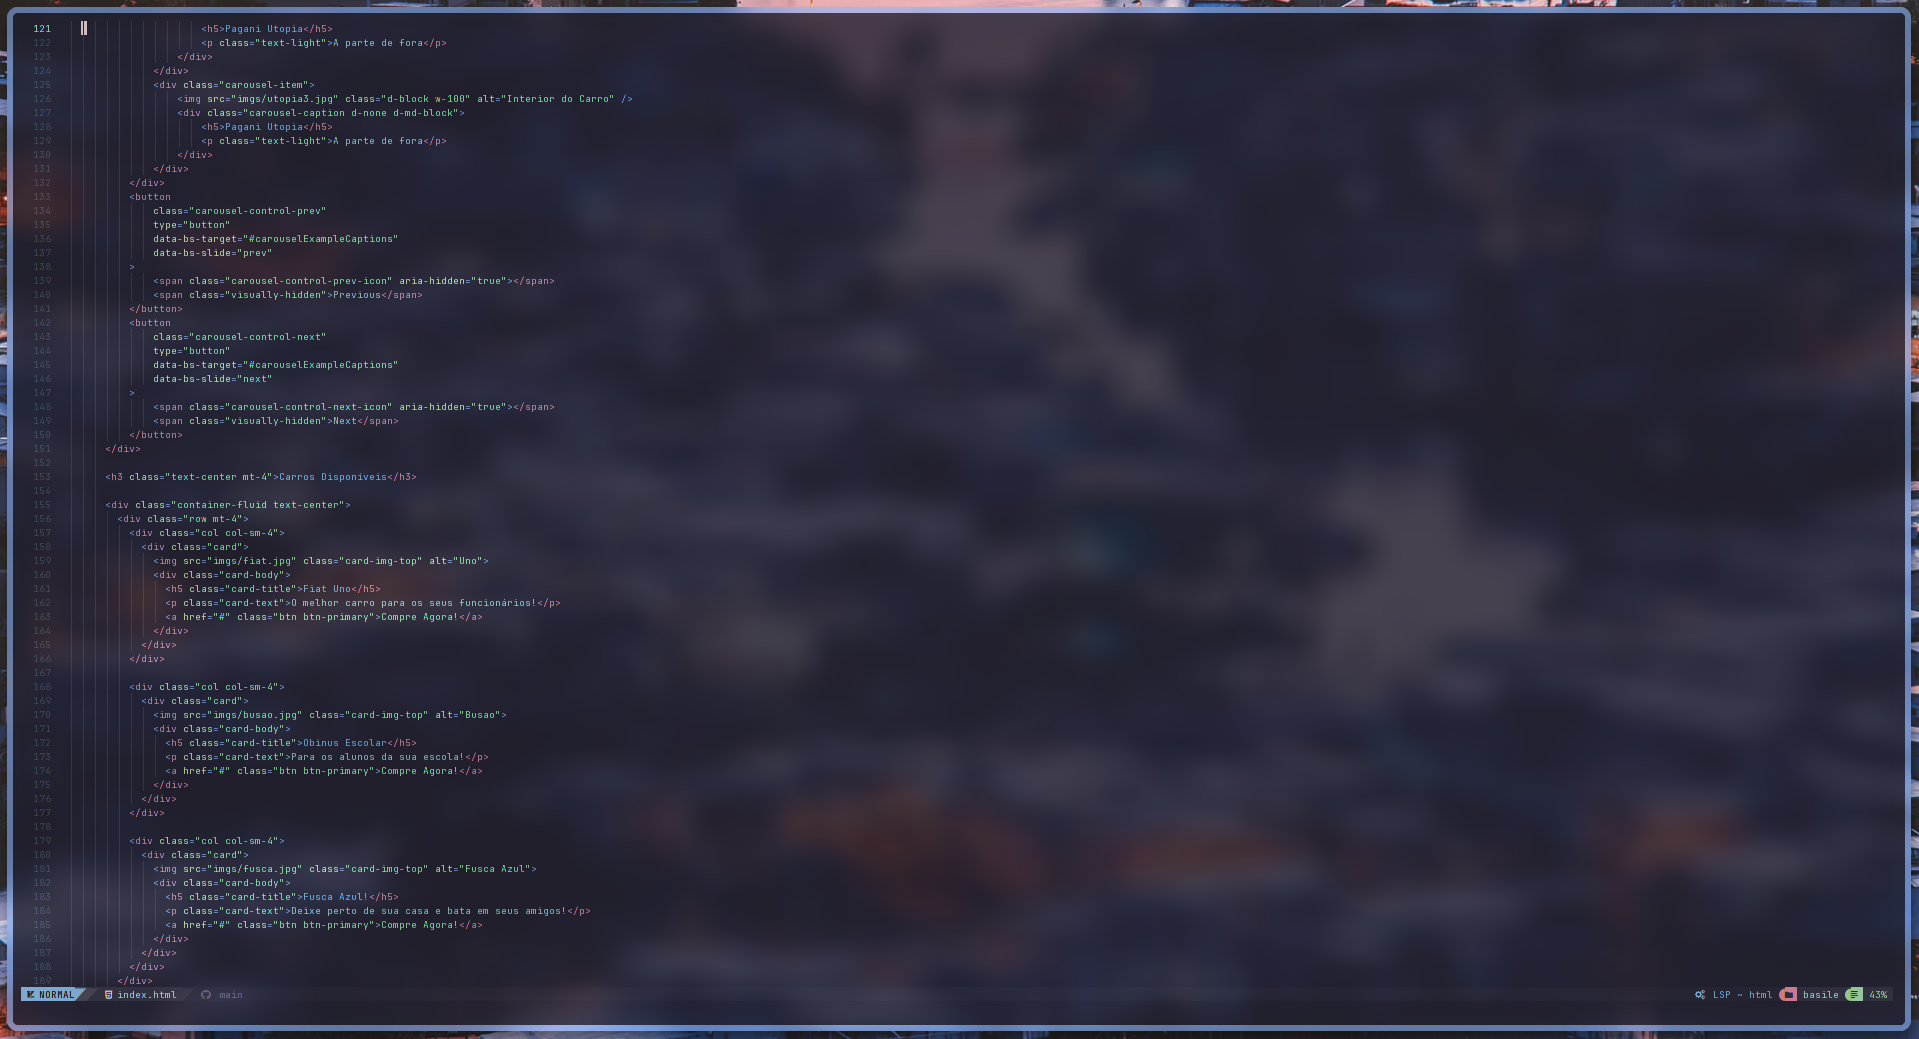 121 <h5>Pagani Utopia</h5>
122 <p class="text-light">A parte de fora</p>
123 </div>
124 </div>
125 <div class="carousel-item">
126 <img src="imgs/utopia3.jpg" class="d-block w-100" alt="Interior do Carro" />
127 <div class="carousel-caption d-none d-md-block">
128 <h5>Pagani Utopia</h5>
129 <p class="text-light">A parte de fora</p>
130 </div>
131 </div>
132 </div>
133 <button
134 class="carousel-control-prev"
135 type="button"
136 data-bs-target="#carouselExampleCaptions"
137 data-bs-slide="prev"
138 >
139 <span class="carousel-control-prev-icon" aria-hidden="true"></span>
140 <span class="visually-hidden">Previous</span>
141 </button>
142 <button
143 class="carousel-control-next"
144 type="button"
145 data-bs-target="#carouselExampleCaptions"
146 data-bs-slide="next"
147 >
148 <span class="carousel-control-next-icon" aria-hidden="true"></span>
149 <span class="visually-hidden">Next</span>
150 </button>
151 </div>
152
153 <h3 class="text-center mt-4">Carros Disponíveis</h3>
154
155 <div class="container-fluid text-center">
156 <div class="row mt-4">
157 <div class="col col-sm-4">
158 <div class="card">
159 <img src="imgs/fiat.jpg" class="card-img-top" alt="Uno">
160 <div class="card-body">
161 <h5 class="card-title">Fiat Uno</h5>
162 <p class="card-text">O melhor carro para os seus funcionários!</p>
163 <a href="#" class="btn btn-primary">Compre Agora!</a>
164 </div>
165 </div>
166 </div>
167
168 <div class="col col-sm-4">
169 <div class="card">
170 <img src="imgs/busao.jpg" class="card-img-top" alt="Busao">
171 <div class="card-body">
172 <h5 class="card-title">Obinus Escolar</h5>
173 <p class="card-text">Para os alunos da sua escola!</p>
174 <a href="#" class="btn btn-primary">Compre Agora!</a>
175 </div>
176 </div>
177 </div>
178
179 <div class="col col-sm-4">
180 <div class="card">
181 <img src="imgs/fusca.jpg" class="card-img-top" alt="Fusca Azul">
182 <div class="card-body">
183 <h5 class="card-title">Fusca Azul!</h5>
184 <p class="card-text">Deixe perto de sua casa e bata em seus amigos!</p>
185 <a href="#" class="btn btn-primary">Compre Agora!</a>
186 </div>
187 </div>
188 </div>
189 </div>
NORMAL index.html main LSP ~ html basile 43%